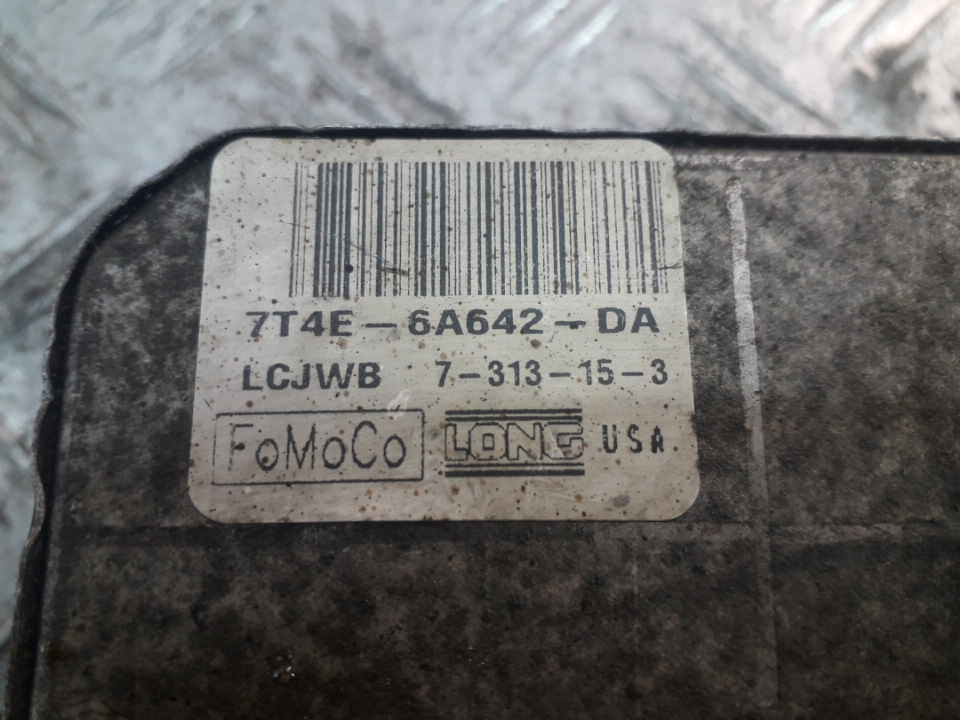 7T4E-6A642-DA
LCJWB 7-313-15-3
FoMoCo LONG USA